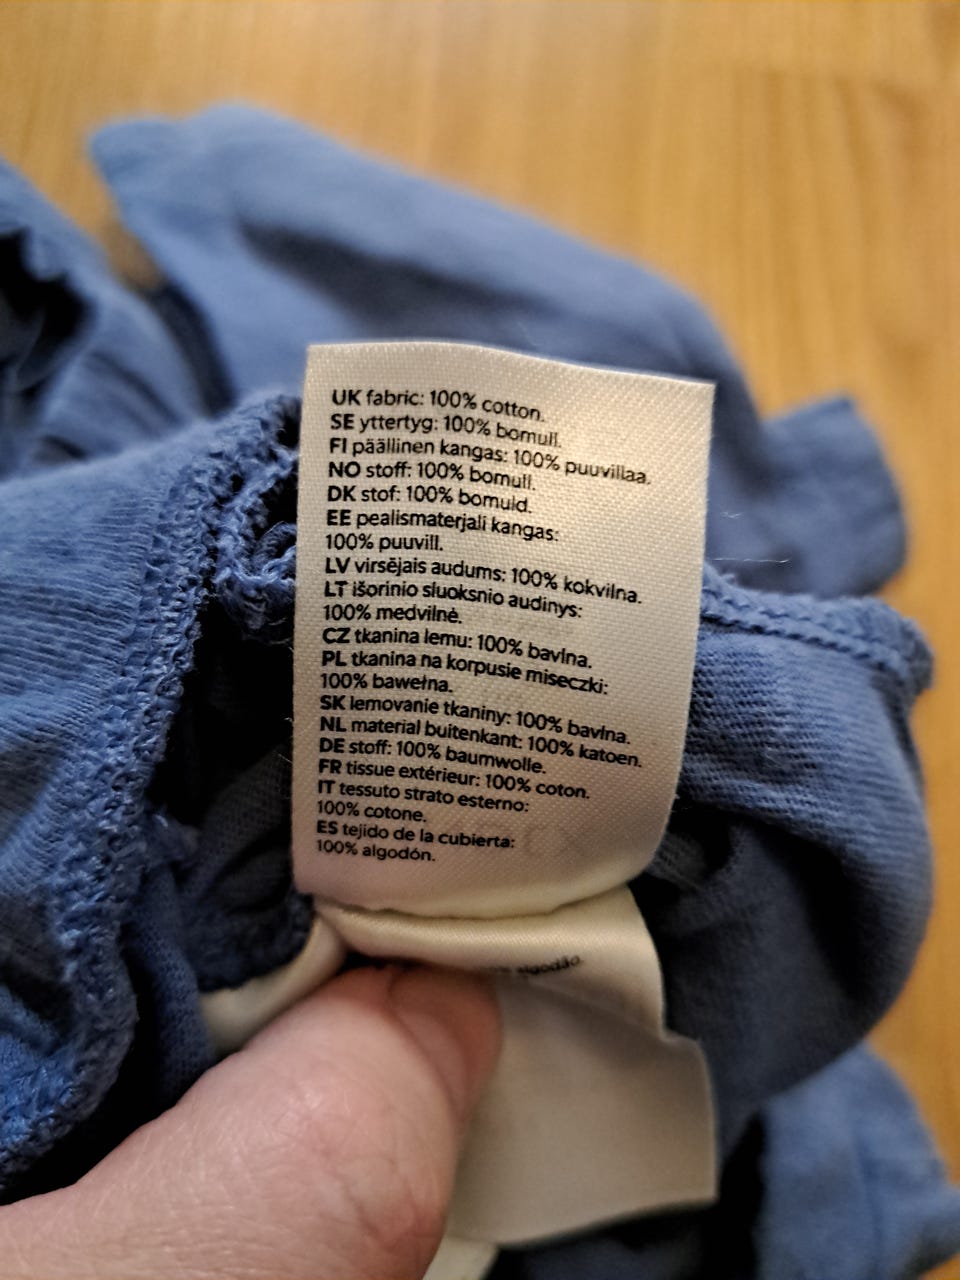 UK fabric: 100% cotton.
SE yttertyg: 100% bomull.
FI päällinen kangas: 100% puuvillaa.
NO stoff: 100% bomull.
DK stof: 100% bomuld.
EE pealismaterjali kangas:
100% puuvill.
LV virsējais audums: 100% kokvilna.
LT išorinio sluoksnio audinys:
100% medvilnė.
CZ tkanina lemu: 100% bavlna.
PL tkanina na korpusie miseczki:
100% bawełna.
SK lemovanie tkaniny: 100% bavlna.
NL material buitenkant: 100% katoen.
DE stoff: 100% baumwolle.
FR tissue extérieur: 100% coton.
IT tessuto strato esterno:
100% cotone.
ES tejido de la cubierta:
100% algodón.
algodão.